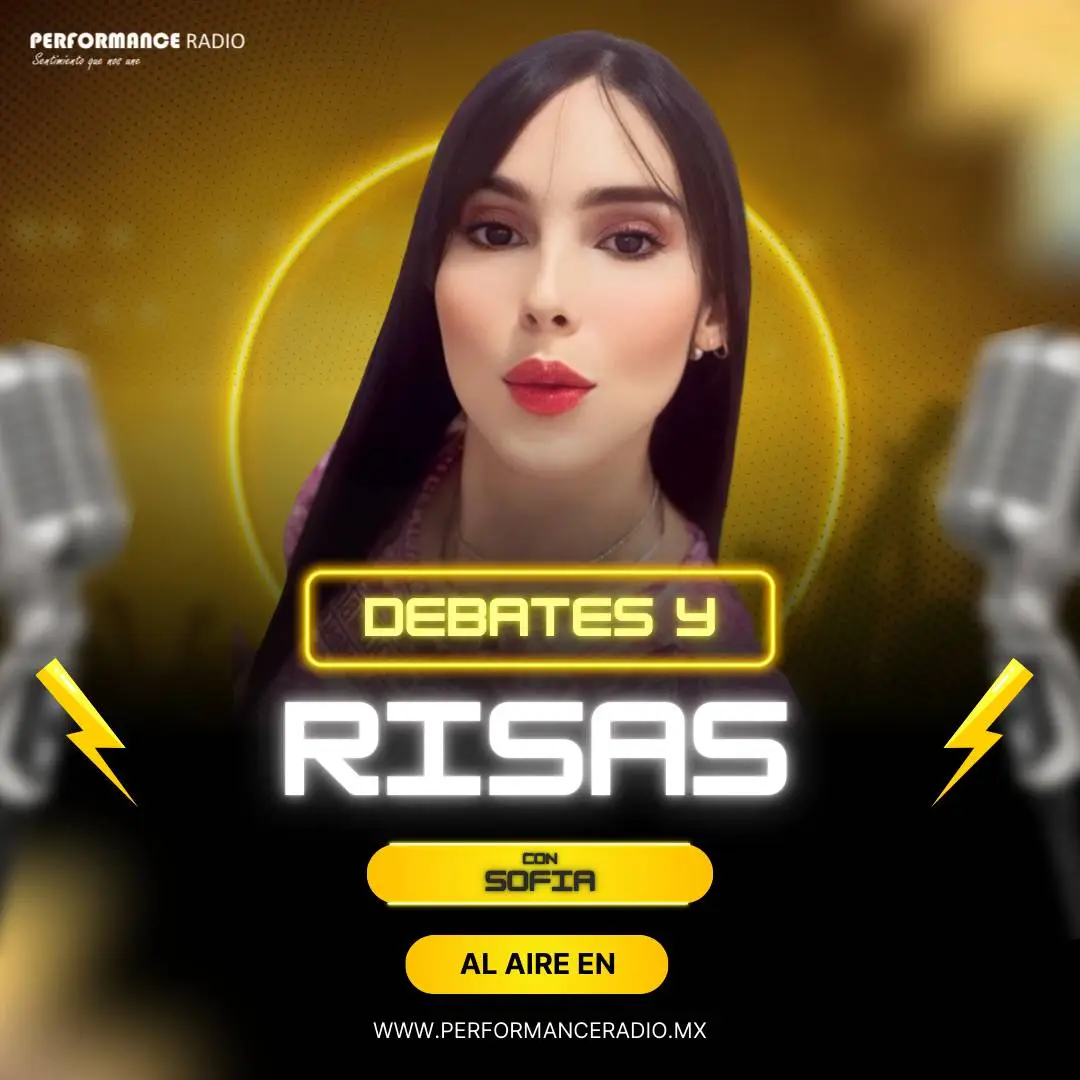 PERFORMANCE RADIO
Sentimiento que nos une
DEBATES Y
RISAS
CON
SOFIA
AL AIRE EN
WWW.PERFORMANCERADIO.MX